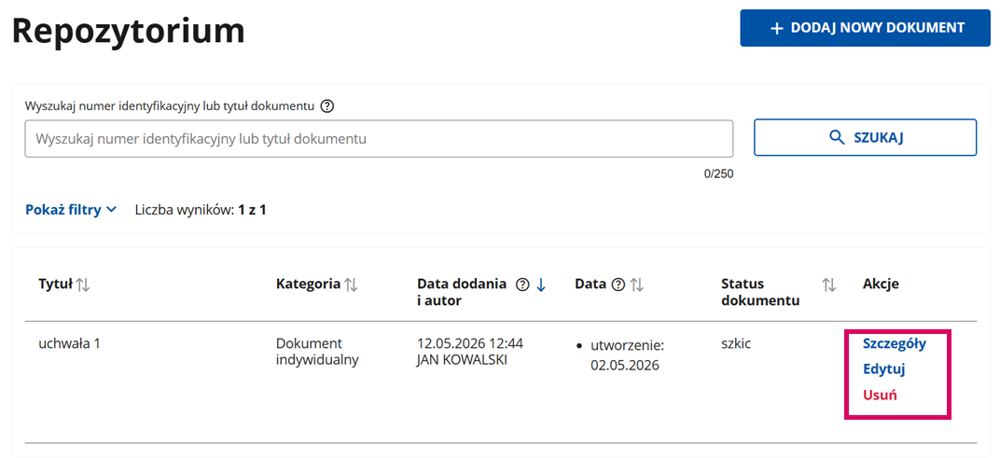 Repozytorium
+ DODAJ NOWY DOKUMENT
Wyszukaj numer identyfikacyjny lub tytuł dokumentu ?
Wyszukaj numer identyfikacyjny lub tytuł dokumentu
SZUKAJ
0/250
Pokaż filtry Liczba wyników: 1 z 1
Tytuł Kategoria Data dodania ? Data ? Status Akcje
i autor dokumentu
uchwała 1 Dokument 12.05.2026 12:44 • utworzenie: szkic Szczegóły
indywidualny JAN KOWALSKI 02.05.2026
Edytuj
Usuń